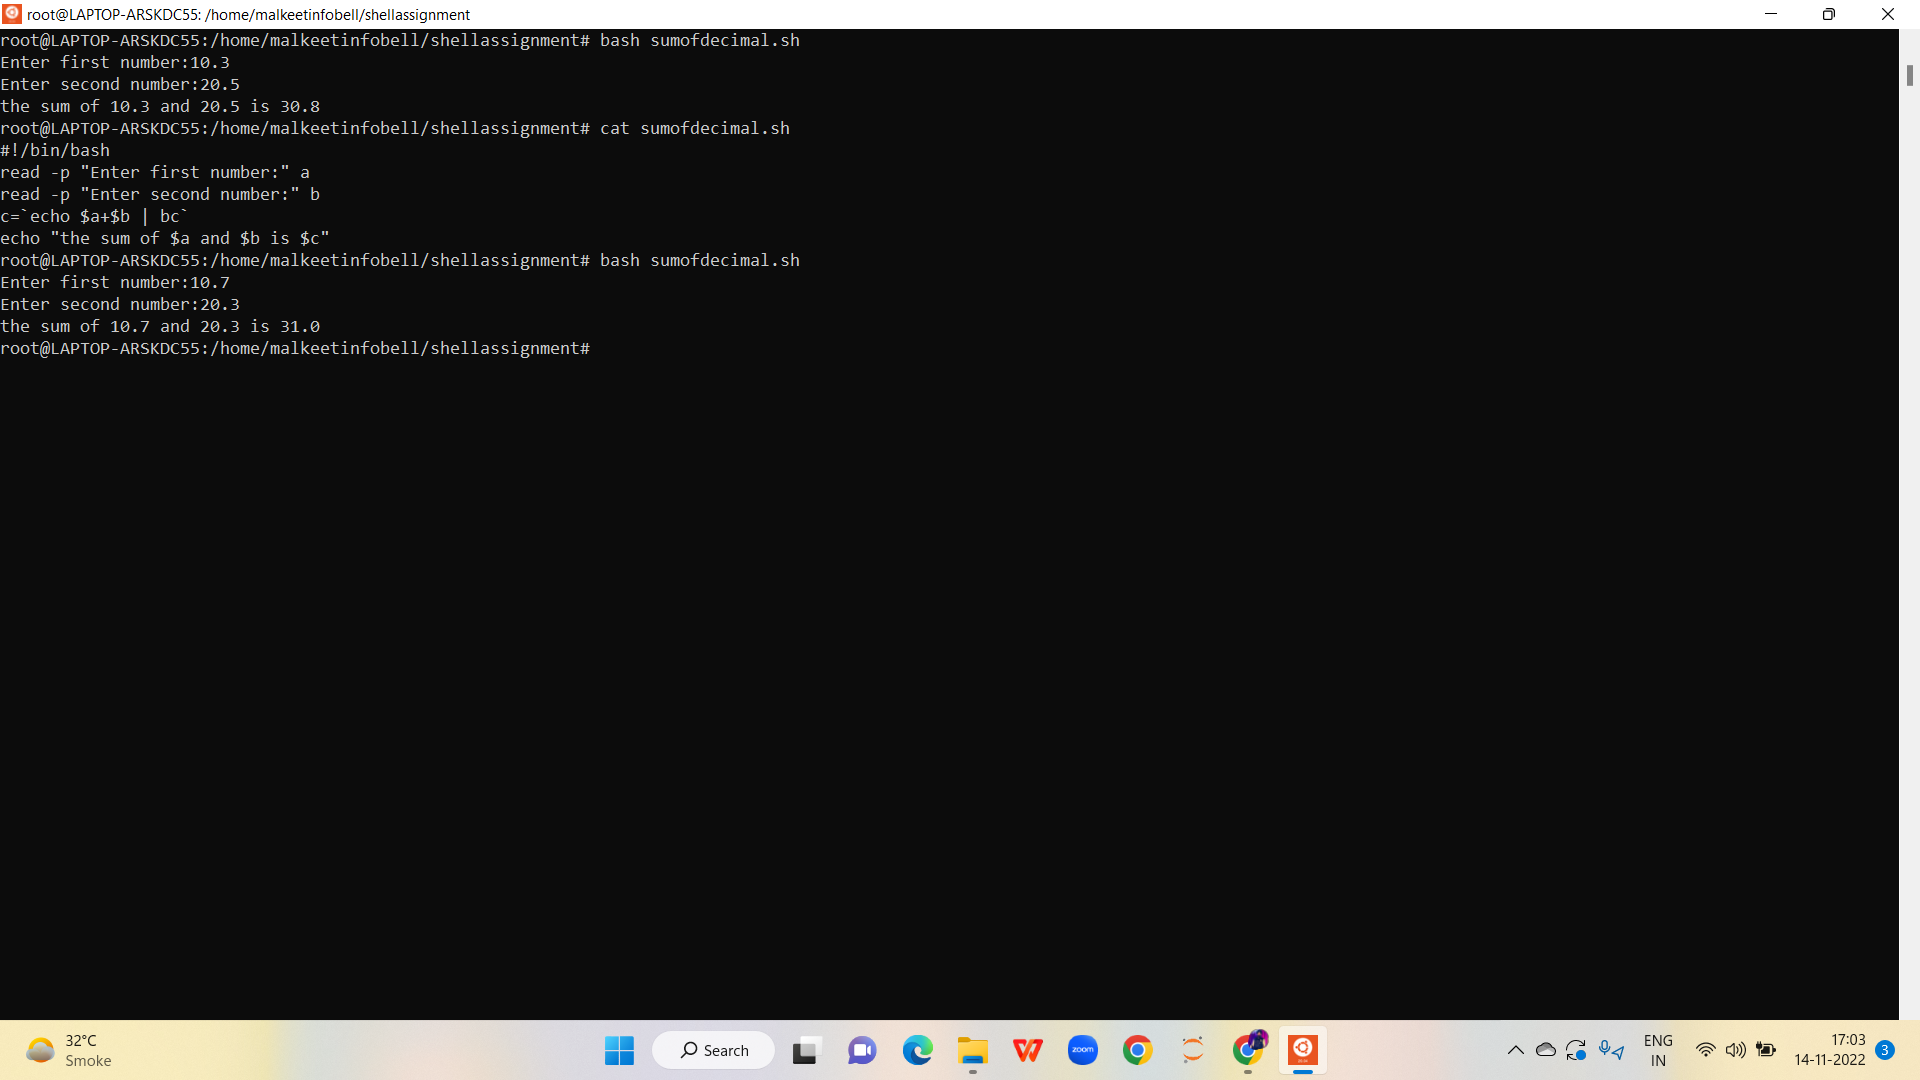 root@LAPTOP-ARSKDC55: /home/malkeetinfobell/shellassignment
root@LAPTOP-ARSKDC55:/home/malkeetinfobell/shellassignment# bash sumofdecimal.sh
Enter first number:10.3
Enter second number:20.5
the sum of 10.3 and 20.5 is 30.8
root@LAPTOP-ARSKDC55:/home/malkeetinfobell/shellassignment# cat sumofdecimal.sh
#!/bin/bash
read -p "Enter first number:" a
read -p "Enter second number:" b
c=`echo $a+$b | bc`
echo "the sum of $a and $b is $c"
root@LAPTOP-ARSKDC55:/home/malkeetinfobell/shellassignment# bash sumofdecimal.sh
Enter first number:10.7
Enter second number:20.3
the sum of 10.7 and 20.3 is 31.0
root@LAPTOP-ARSKDC55:/home/malkeetinfobell/shellassignment#
32°C
Smoke
Search
zoom
ENG
IN
17:03
14-11-2022
3